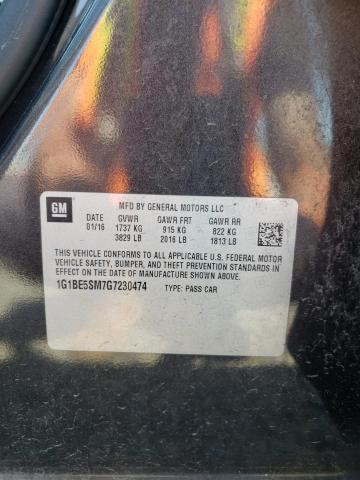 GM
MFD BY GENERAL MOTORS LLC
01/16
GVWR
1737 KG
3829 LB
GAWR FRT
915 KG
2016 LB
GAWR RR
822 KG
1813 LB
THIS VEHICLE CONFORMS TO ALL APPLICABLE U.S. FEDERAL MOTOR
VEHICLE SAFETY, BUMPER, AND THEFT PREVENTION STANDARDS
IN EFFECT ON THE DATE OF MANUFACTURE SHOWN ABOVE.
1G1BE5SM7G7230474 TYPE: PASS CAR